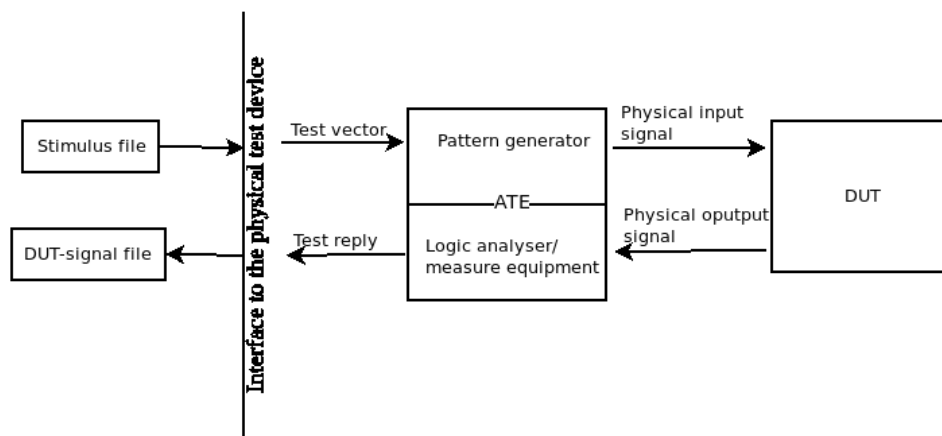 Interface to the physical test device
Stimulus file
Test vector
Pattern generator
Physical input
signal
DUT
ATE
DUT-signal file
Test reply
Logic analyser/
measure equipment
Physical oputput
signal